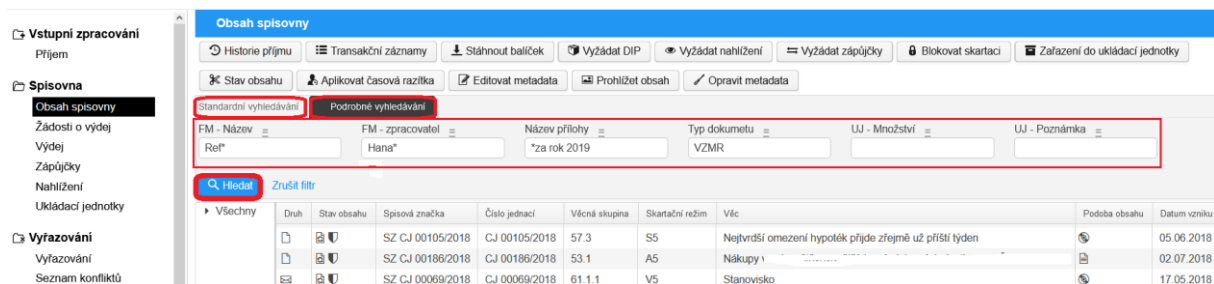 Vstupní zpracování
Příjem
Spisovna
Obsah spisovny
Žádosti o výdej
Výdej
Zápůjčky
Nahlížení
Ukládací jednotky
Vyřazování
Vyřazování
Seznam konfliktů
Obsah spisovny
Historie příjmu Transakční záznamy Stáhnout balíček Vyžádat DIP Vyžádat nahlížení Vyžádat zápůjčky Blokovat skartaci Zařazení do ukládací jednotky
Stav obsahu Aplikovat časová razítka Editovat metadata Prohlížet obsah Opravit metadata
Standardní vyhledávání Podrobné vyhledávání
FM - Název = FM - zpracovatel = Název přílohy = Typ dokumetu = UJ - Množství = UJ - Poznámka =
Ref* Hana* *za rok 2019 VZMR
Hledat Zrušit filtr
Všechny
Druh Stav obsahu Spisová značka Číslo jednací Věcná skupina Skartační režim Věc Podoba obsahu Datum vzniku
SZ CJ 00105/2018 CJ 00105/2018 57.3 S5 Nejtvrdší omezení hypoték přijde zřejmě už příští týden 05.06.2018
SZ CJ 00186/2018 CJ 00186/2018 53.1 A5 Nákupy 02.07.2018
SZ CJ 00069/2018 CJ 00069/2018 61.1.1 V5 Stanovisko 17.05.2018